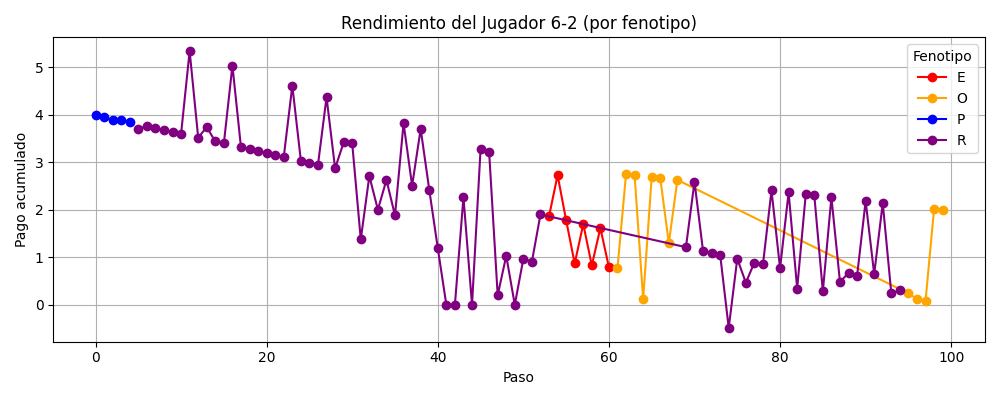 Rendimiento del Jugador 6-2 (por fenotipo)
Pago acumulado
5
4
3
2
1
0
Fenotipo
E
O
P
R
0 20 40 60 80 100
Paso